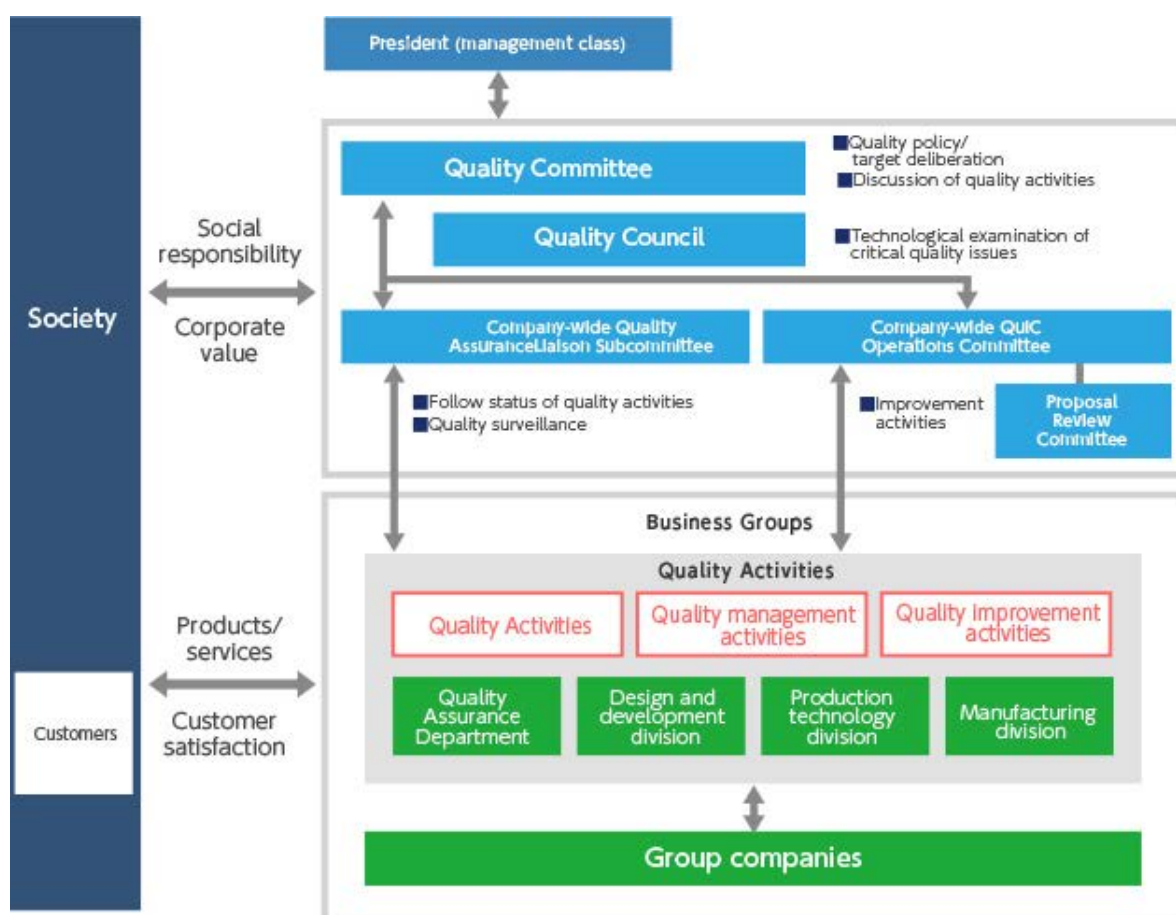 President (management class)
Quality Committee
■Quality policy/
target deliberation
■Discussion of quality activities
Quality Council
■Technological examination of
critical quality issues
Social
responsibility
Society
Corporate
value
Company-wide Quality
AssuranceLiaison Subcommittee
Company-wide QuIC
Operations Committee
■Follow status of quality activities
■Quality surveillance
■Improvement
activities
Proposal
Review
Committee
Business Groups
Quality Activities
Quality Activities
Quality management
activities
Quality improvement
activities
Products/
services
Customers
Customer
satisfaction
Quality
Assurance
Department
Design and
development
division
Production
technology
division
Manufacturing
division
Group companies